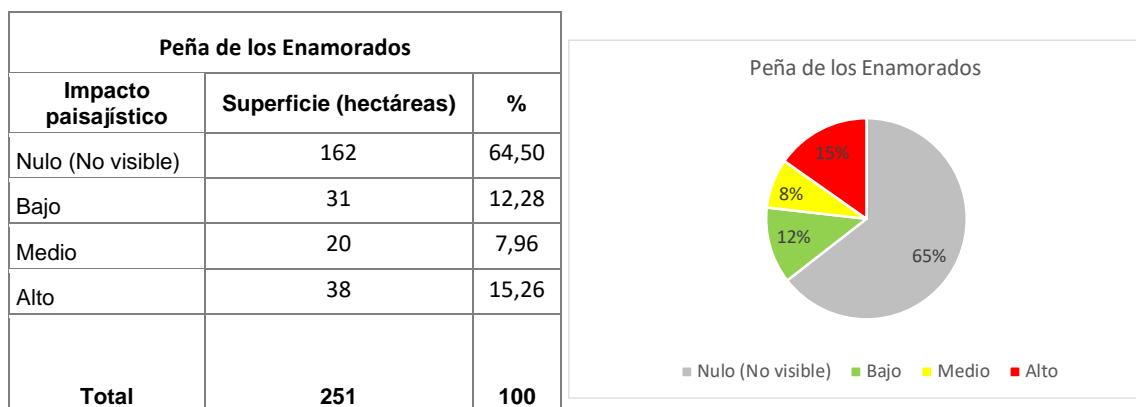 Peña de los Enamorados
Impacto
paisajístico
Superficie (hectáreas)
%
Nulo (No visible) 162 64,50
Bajo 31 12,28
Medio 20 7,96
Alto 38 15,26
Total 251 100
Peña de los Enamorados
15%
8%
12%
65%
Nulo (No visible) Bajo Medio Alto